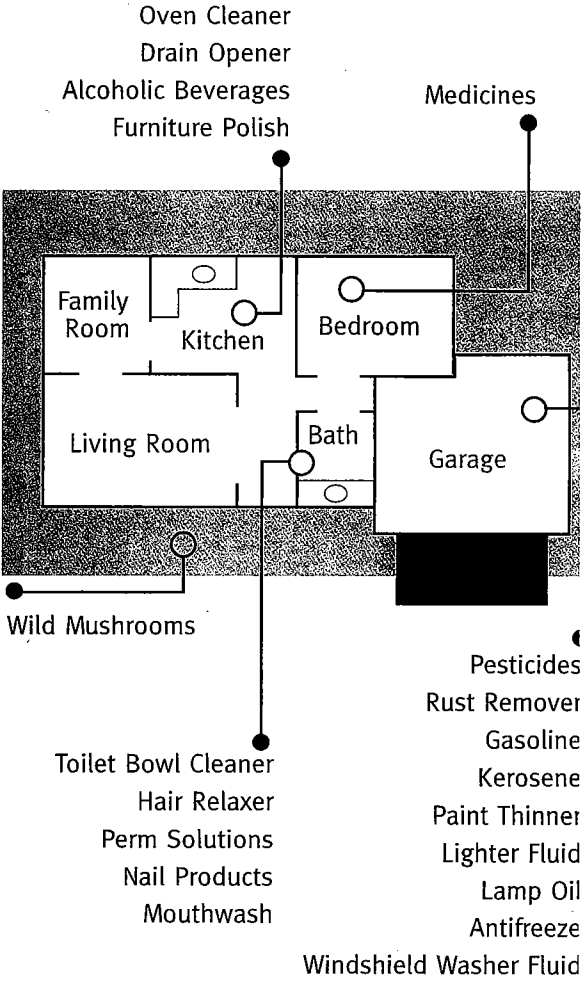 Oven Cleaner
Drain Opener
Alcoholic Beverages
Furniture Polish
Medicines
Family
Room
Kitchen
Bedroom
Living Room
Bath
Garage
Wild Mushrooms
Toilet Bowl Cleaner
Hair Relaxer
Perm Solutions
Nail Products
Mouthwash
Pesticides
Rust Remover
Gasoline
Kerosene
Paint Thinner
Lighter Fluid
Lamp Oil
Antifreeze
Windshield Washer Fluid